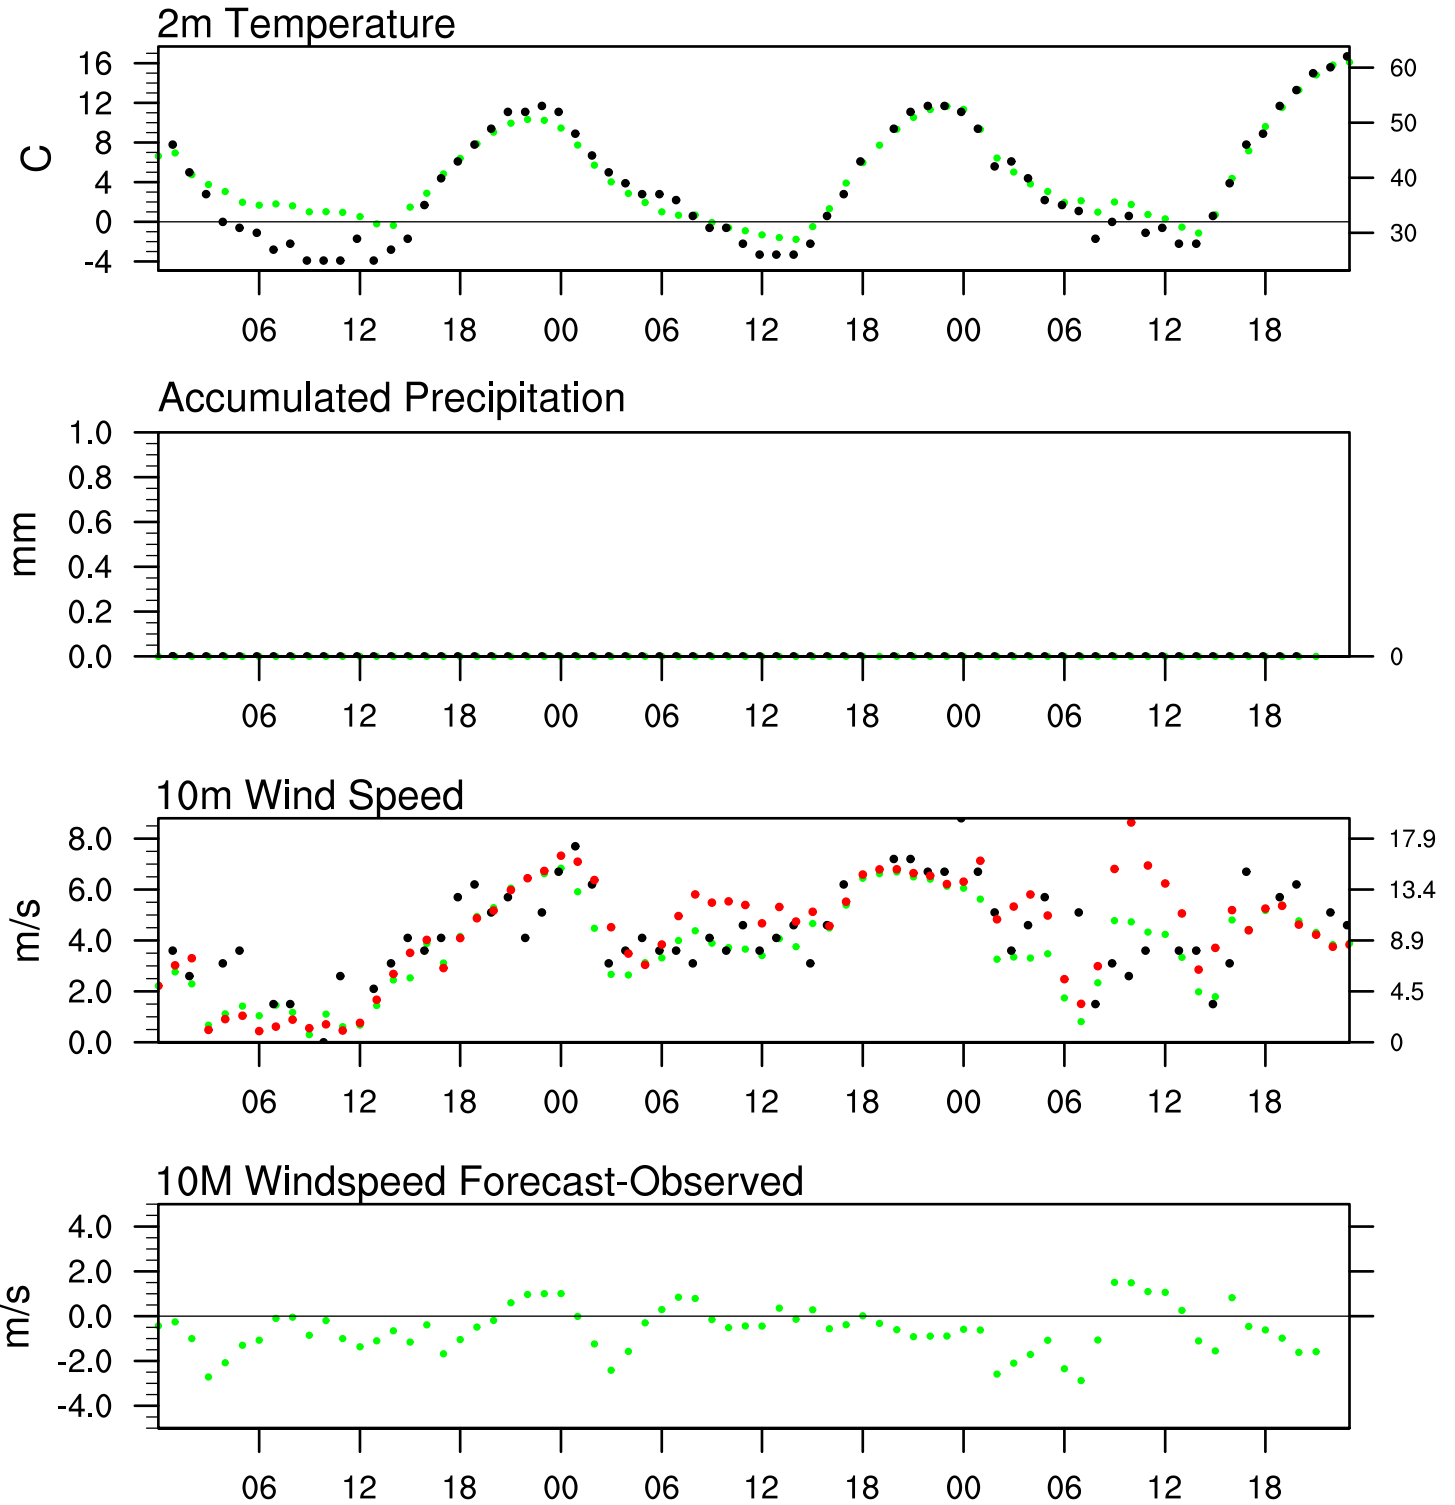 2m Temperature
16
12
8
4
0
-4
C
60
50
40
30
06 12 18 00 06 12 18 00 06 12 18
Accumulated Precipitation
1.0
0.8
0.6
0.4
0.2
0.0
mm
0
06 12 18 00 06 12 18 00 06 12 18
10m Wind Speed
8.0
6.0
4.0
2.0
0.0
m/s
17.9
13.4
8.9
4.5
0
06 12 18 00 06 12 18 00 06 12 18
10M Windspeed Forecast-Observed
4.0
2.0
0.0
-2.0
-4.0
m/s
06 12 18 00 06 12 18 00 06 12 18